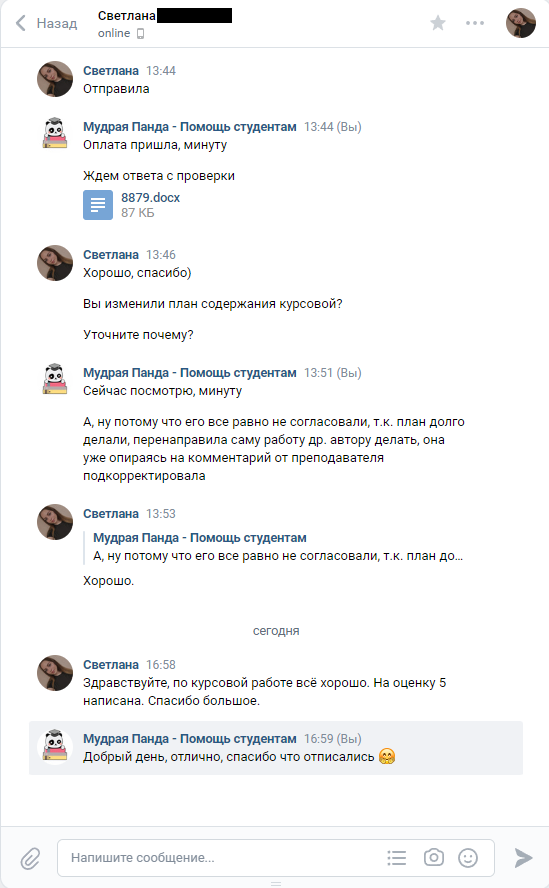 Назад
Светлана
online
Светлана 13:44
Отправила
Мудрая Панда - Помощь студентам 13:44 (Вы)
Оплата пришла, минуту
Ждем ответа с проверки
8879.docx
87 КБ
Светлана 13:46
Хорошо, спасибо)
Вы изменили план содержания курсовой?
Уточните почему?
Мудрая Панда - Помощь студентам 13:51 (Вы)
Сейчас посмотрю, минуту
А, ну потому что его все равно не согласовали, т.к. план долго
делали, перенаправила саму работу др. автору делать, она
уже опираясь на комментарий от преподавателя
подкорректировала
Светлана 13:53
Мудрая Панда - Помощь студентам
А, ну потому что его все равно не согласовали, т.к. план до...
Хорошо.
сегодня
Светлана 16:58
Здравствуйте, по курсовой работе всё хорошо. На оценку 5
написана. Спасибо большое.
Мудрая Панда - Помощь студентам 16:59 (Вы)
Добрый день, отлично, спасибо что отписались 🤗
Напишите сообщение...